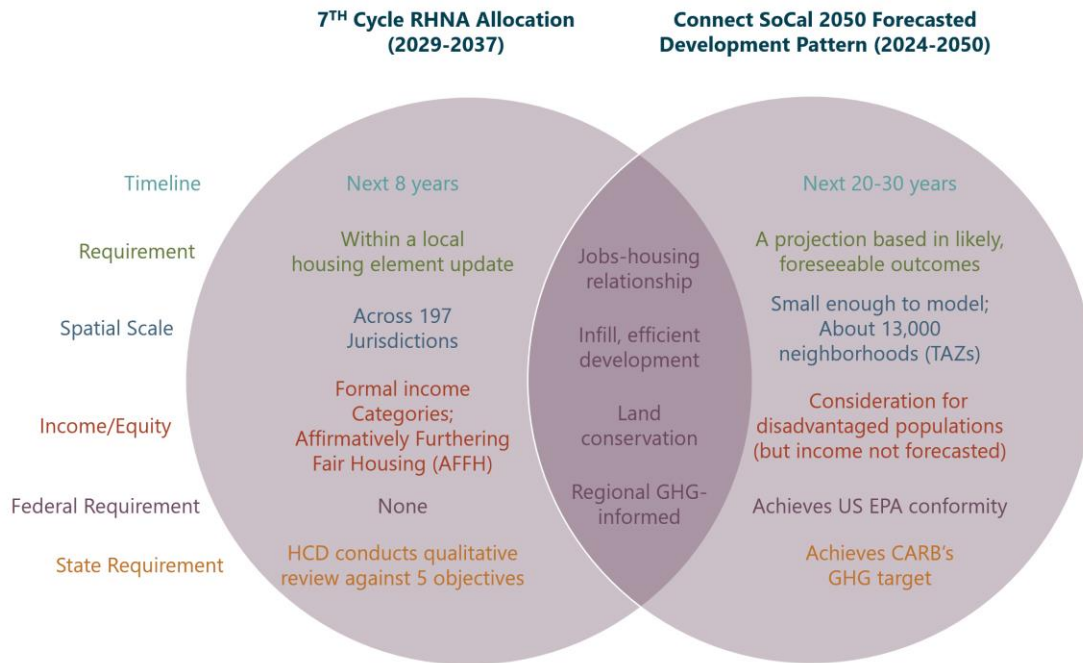 7TH Cycle RHNA Allocation
(2029-2037)
Connect SoCal 2050 Forecasted
Development Pattern (2024-2050)
Timeline
Next 8 years
Next 20-30 years
Requirement
Within a local
housing element update
Jobs-housing
relationship
A projection based in likely,
foreseeable outcomes
Spatial Scale
Across 197
Jurisdictions
Infill, efficient
development
Small enough to model;
About 13,000
neighborhoods (TAZs)
Income/Equity
Formal income
Categories;
Affirmatively Furthering
Fair Housing (AFFH)
Land
conservation
Consideration for
disadvantaged populations
(but income not forecasted)
Federal Requirement
None
Regional GHG-
informed
Achieves US EPA conformity
State Requirement
HCD conducts qualitative
review against 5 objectives
Achieves CARB's
GHG target